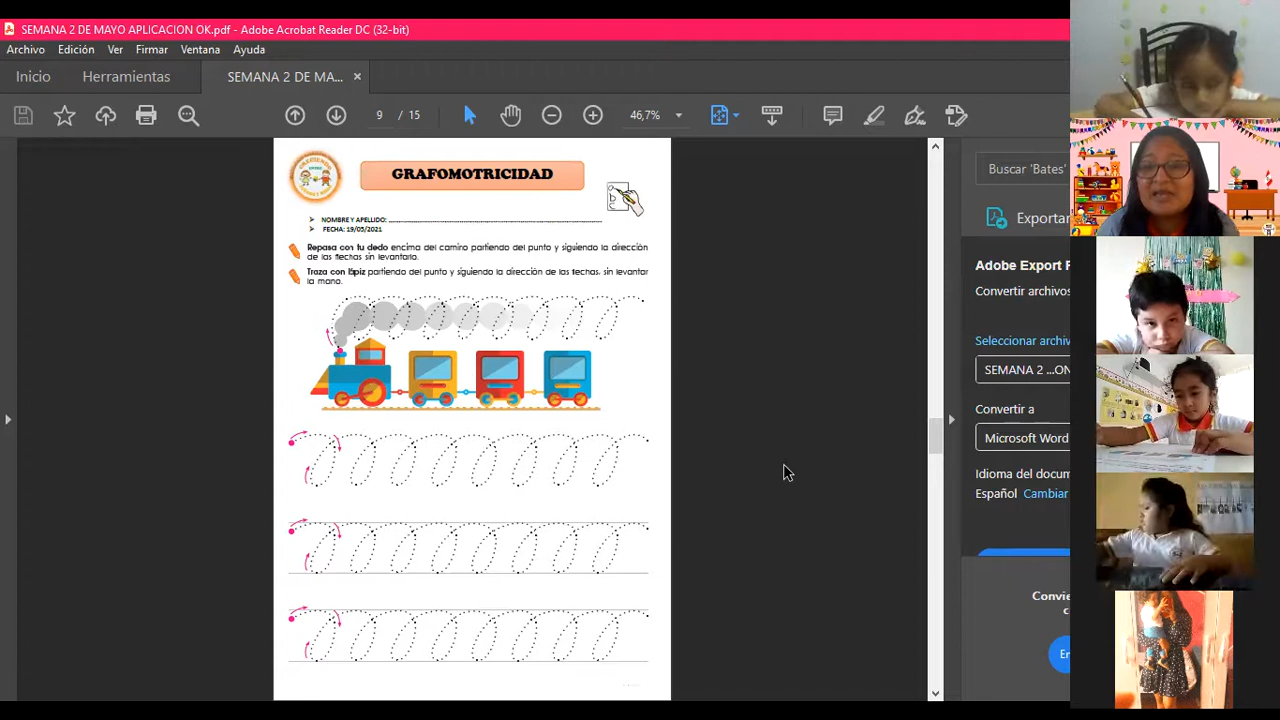 SEMANA 2 DE MAYO APLICACION OK.pdf - Adobe Acrobat Reader DC (32-bit)
Archivo Edición Ver Firmar Ventana Ayuda
Inicio Herramientas SEMANA 2 DE MA... ×
9 / 15 46,7%
GRAFOMOTRICIDAD
NOMBRE Y APELLIDO:
FECHA: 19/05/2021
Repasa con tu dedo encima del camino partiendo del punto y siguiendo la dirección
de las flechas sin levantarlo.
Traza con lápiz partiendo del punto y siguiendo la dirección de las flechas, sin levantar
la mano.
Buscar 'Bates'
Exportar
Adobe Export P
Convertir archivos
Seleccionar archiv
SEMANA 2 ...ON
Convertir a
Microsoft Word
Idioma del docum
Español Cambiar
Convie